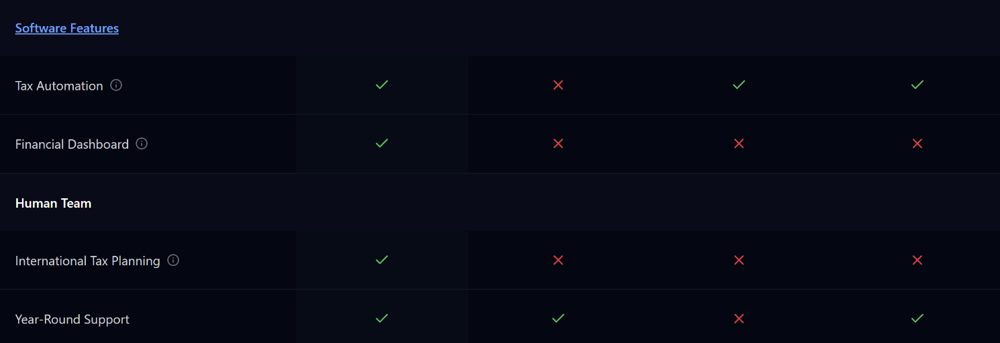 Software Features
Tax Automation
Financial Dashboard
Human Team
International Tax Planning
Year-Round Support